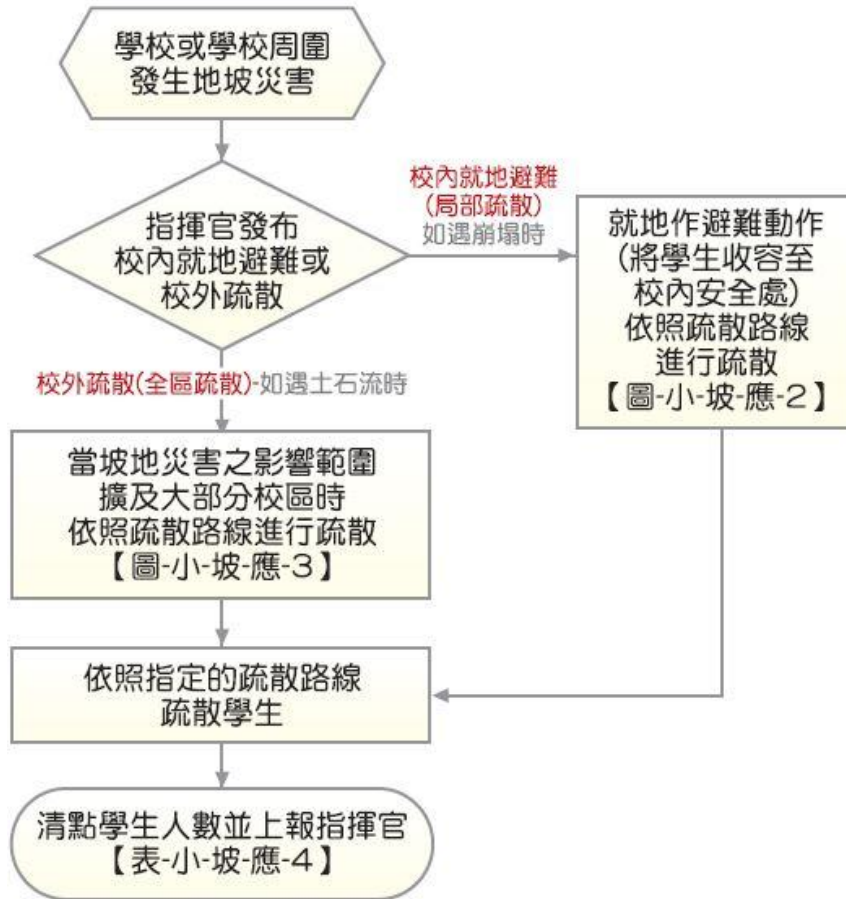 學校或學校周圍
發生地坡災害
指揮官發布
校內就地避難或
校外疏散
校內就地避難
(局部疏散)
如遇崩塌時
就地作避難動作
(將學生收容至
校內安全處)
依照疏散路線
進行疏散
【圖-小-坡-應-2】
校外疏散(全區疏散)-如遇土石流時
當坡地災害之影響範圍
擴及大部分校區時
依照疏散路線進行疏散
【圖-小-坡-應-3】
依照指定的疏散路線
疏散學生
清點學生人數並上報指揮官
【表-小-坡-應-4】